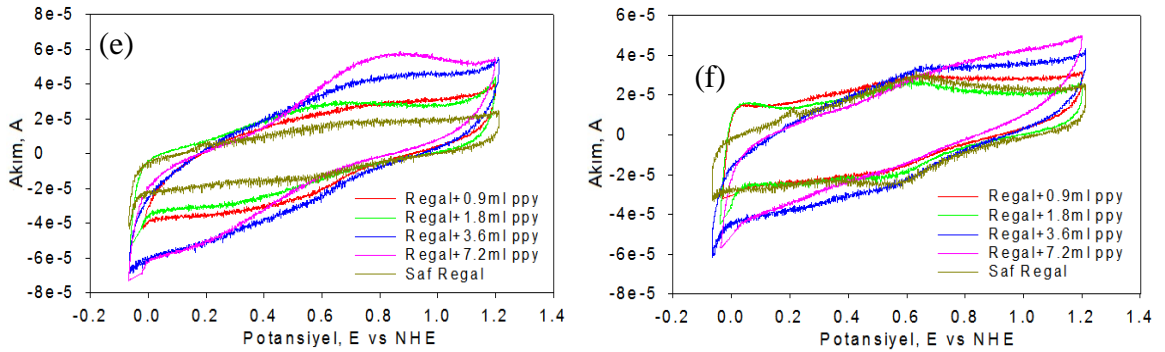 (e)
8e-5
6e-5
4e-5
2e-5
0
-2e-5
-4e-5
-6e-5
-8e-5
Akım, A
Regal+0.9ml ppy
Regal+1.8ml ppy
Regal+3.6ml ppy
Regal+7.2ml ppy
Saf Regal
-0.2 0.0 0.2 0.4 0.6 0.8 1.0 1.2 1.4
Potansiyel, E vs NHE
(f)
6e-5
4e-5
2e-5
0
-2e-5
-4e-5
-6e-5
-8e-5
Akım, A
Regal+0.9ml ppy
Regal+1.8ml ppy
Regal+3.6ml ppy
Regal+7.2ml ppy
Saf Regal
-0.2 0.0 0.2 0.4 0.6 0.8 1.0 1.2 1.4
Potansiyel, E vs NHE